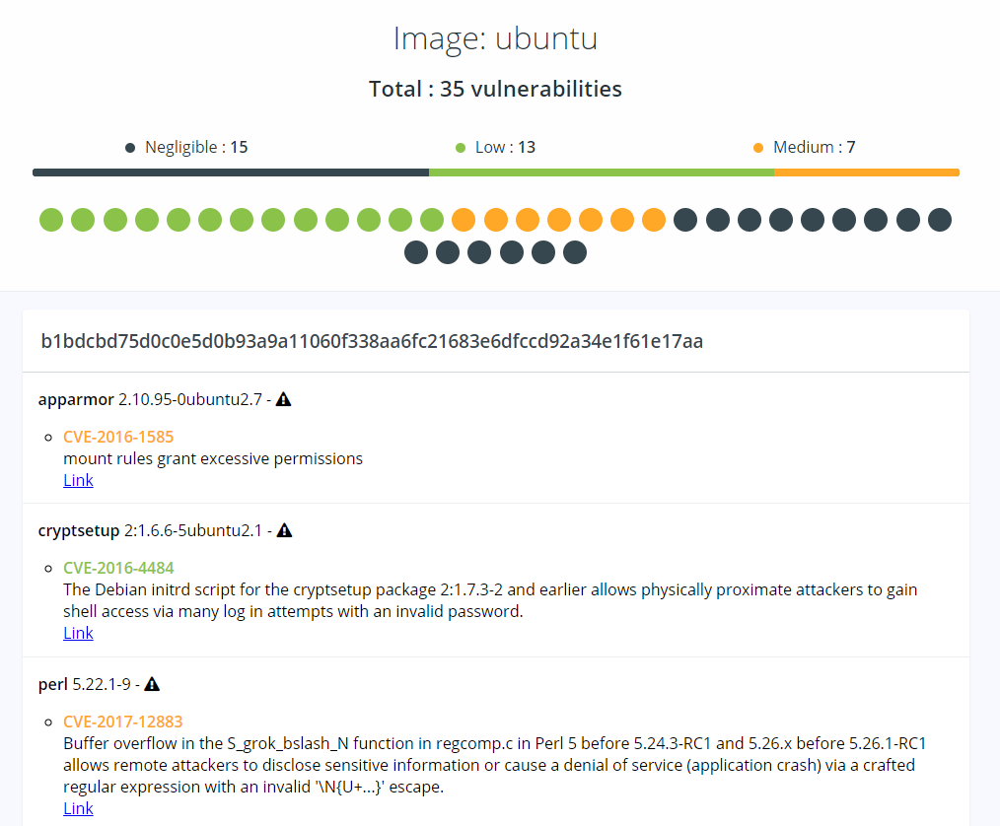 Image: ubuntu
Total : 35 vulnerabilities
Negligible : 15
Low : 13
Medium : 7
b1bdcbd75d0c0e5d0b93a9a11060f338aa6fc21683e6dfccd92a34e1f61e17aa
apparmor 2.10.95-0ubuntu2.7 -
CVE-2016-1585
mount rules grant excessive permissions
Link
cryptsetup 2:1.6.6-5ubuntu2.1 -
CVE-2016-4484
The Debian initrd script for the cryptsetup package 2:1.7.3-2 and earlier allows physically proximate attackers to gain
shell access via many log in attempts with an invalid password.
Link
perl 5.22.1-9 -
CVE-2017-12883
Buffer overflow in the S_grok_bslash_N function in regcomp.c in Perl 5 before 5.24.3-RC1 and 5.26.x before 5.26.1-RC1
allows remote attackers to disclose sensitive information or cause a denial of service (application crash) via a crafted
regular expression with an invalid '\N{U+...}' escape.
Link